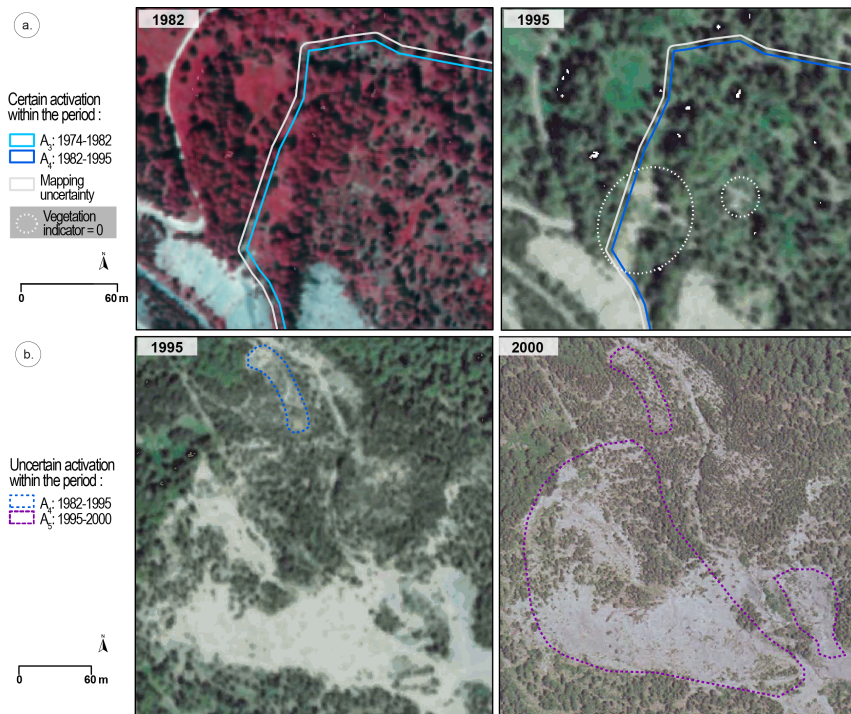 a.
1982
1995
Certain activation
within the period :
A3: 1974-1982
A4: 1982-1995
Mapping
uncertainty
Vegetation
indicator = 0
N
0 60 m
b.
1995
2000
Uncertain activation
within the period :
A4: 1982-1995
A5: 1995-2000
N
0 60 m